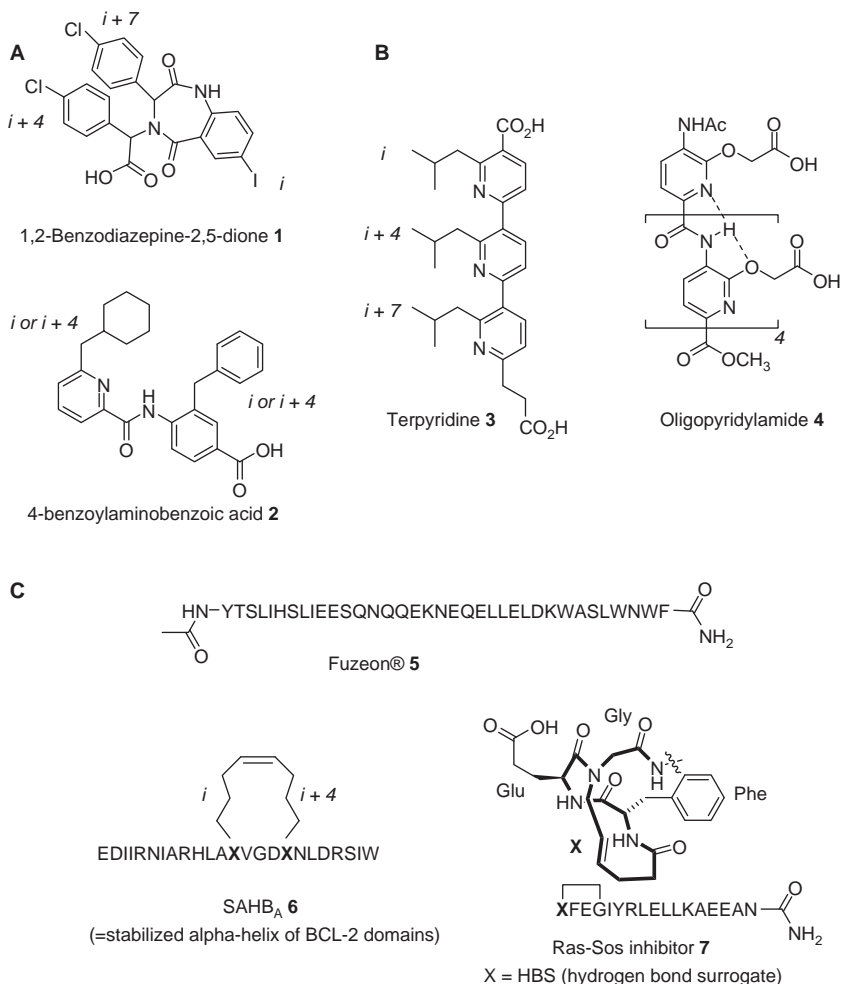 A
i + 7
Cl
O
NH
Cl
i + 4
N
O
HO
O
I
i
1,2-Benzodiazepine-2,5-dione 1
i or i + 4
N
H
N
O
i or i + 4
OH
O
4-benzoylaminobenzoic acid 2
B
CO2H
i
N
i + 4
N
i + 7
N
CO2H
Terpyridine 3
NHAc
O
O
OH
N
O
N
H
O
O
OH
N
4
O
OCH3
Oligopyridylamide 4
C
HN–YTSLIHSLIEESQNQQEKNEQELLELDKWASLWNWF
O
O
NH2
Fuzeon® 5
i
i + 4
EDIIRNIARHLAXVGDXNLDRSIW
SAHBA 6
(=stabilized alpha-helix of BCL-2 domains)
OH
O
Gly
O
O
N
N
H
Glu
HN
O
Phe
X
HN
O
XFEGIYRLELLKAEEAN
O
NH2
Ras-Sos inhibitor 7
X = HBS (hydrogen bond surrogate)